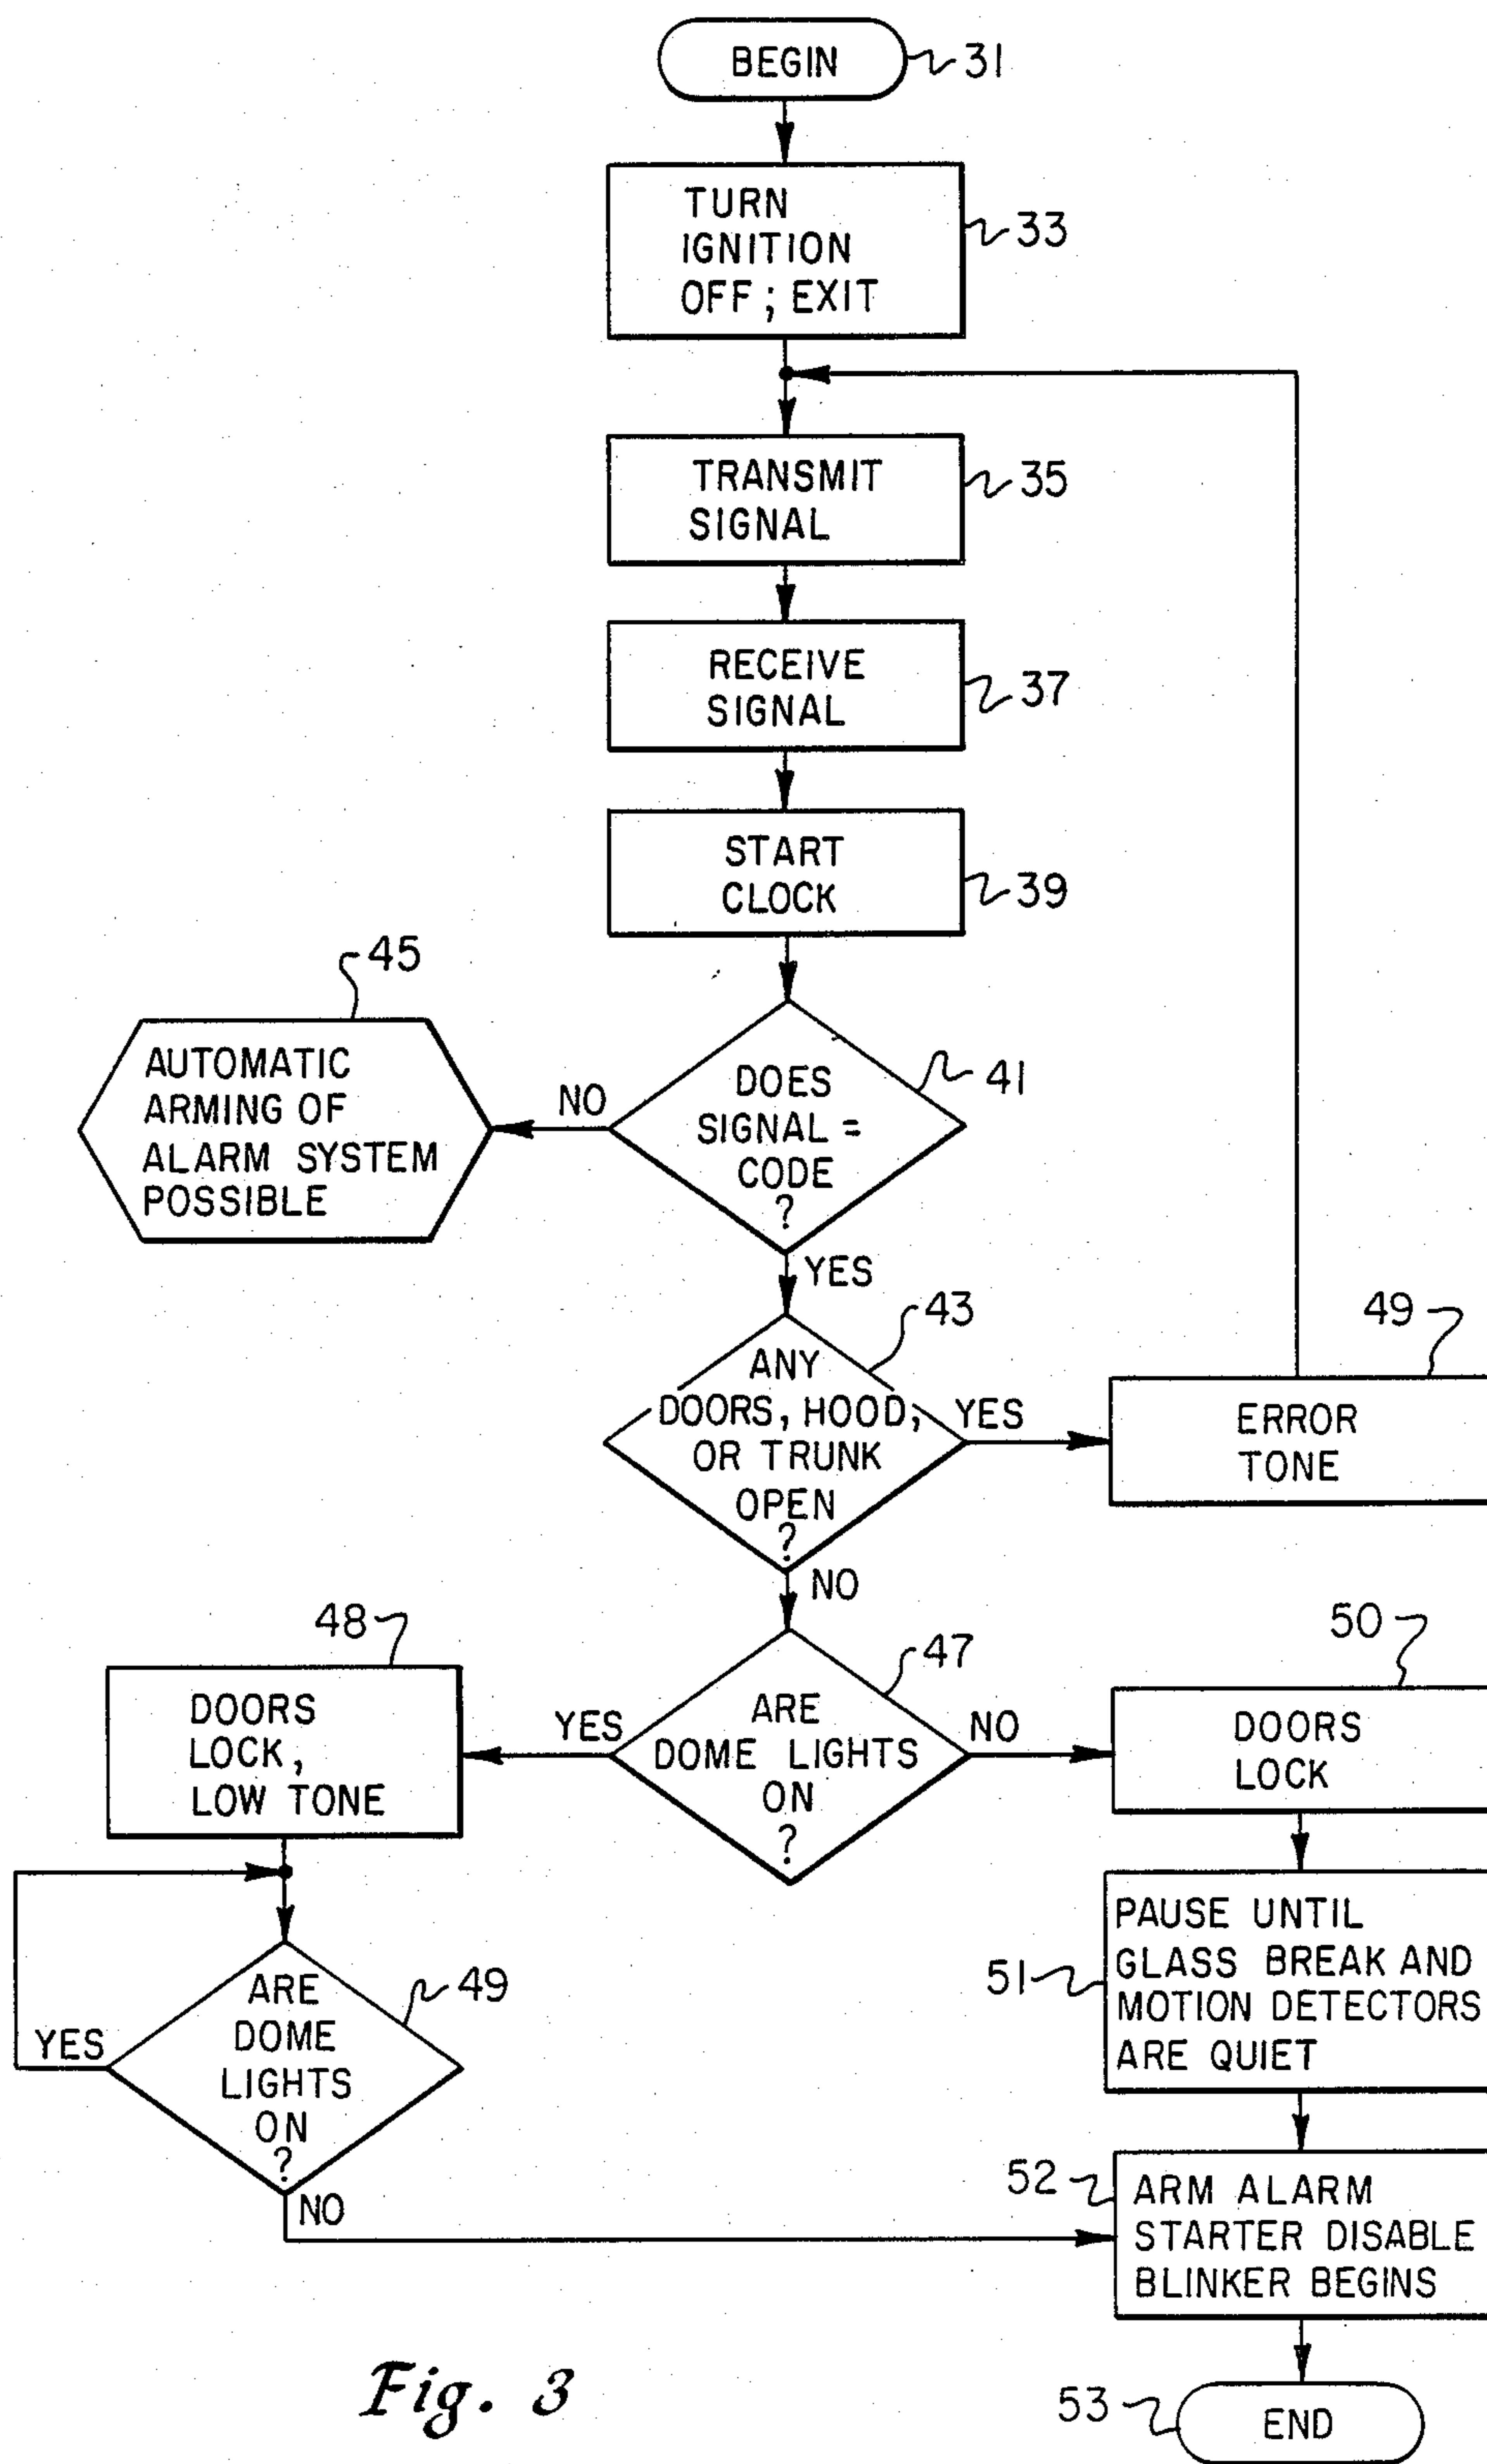 BEGIN
31
TURN
IGNITION
OFF ; EXIT
33
TRANSMIT
SIGNAL
35
RECEIVE
SIGNAL
37
START
CLOCK
39
45
AUTOMATIC
ARMING OF
ALARM SYSTEM
POSSIBLE
NO
DOES
SIGNAL =
CODE
?
41
YES
43
ANY
DOORS, HOOD,
OR TRUNK
OPEN
?
YES
49
ERROR
TONE
NO
48
DOORS
LOCK,
LOW TONE
YES
47
ARE
DOME LIGHTS
ON
?
NO
50
DOORS
LOCK
YES
ARE
DOME
LIGHTS
ON
?
49
NO
51
PAUSE UNTIL
GLASS BREAK AND
MOTION DETECTORS
ARE QUIET
52
ARM ALARM
STARTER DISABLE
BLINKER BEGINS
53
END
Fig. 3